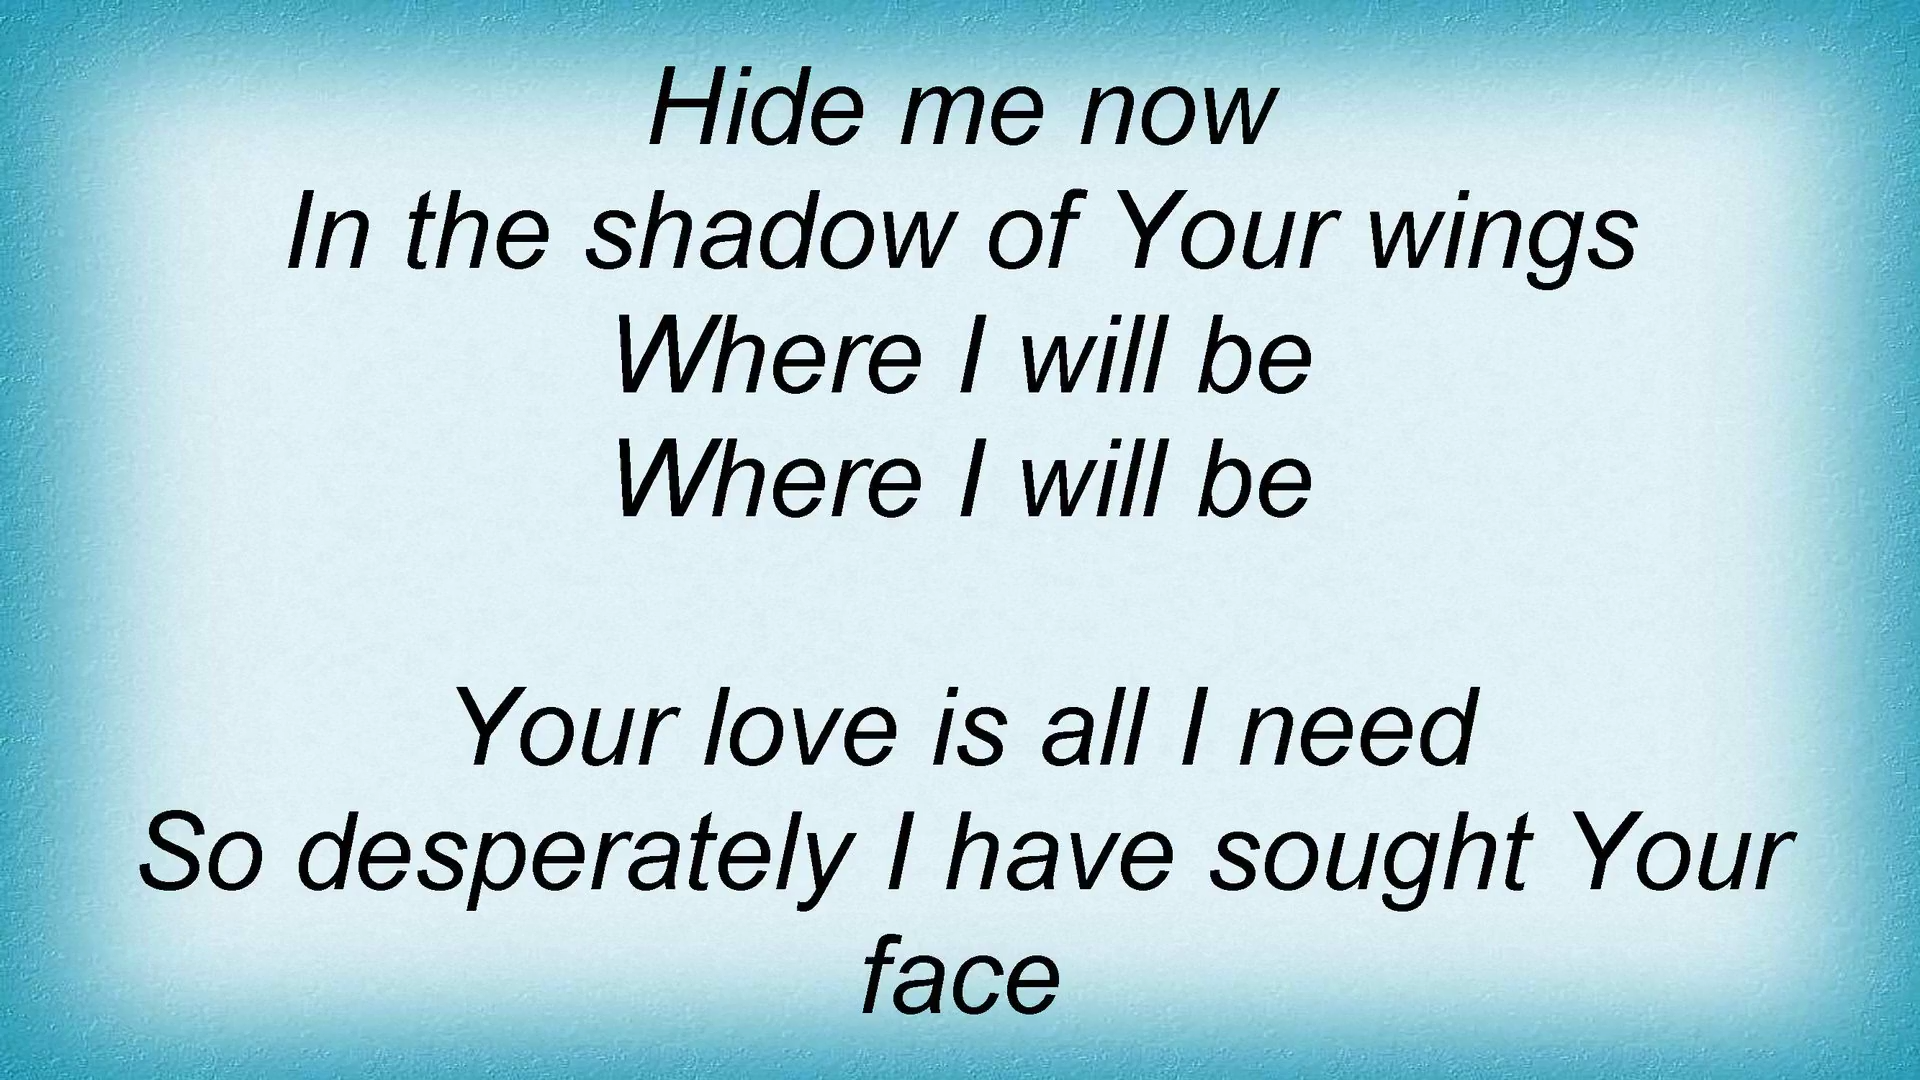 Hide me now
In the shadow of Your wings
Where I will be
Where I will be
Your love is all I need
So desperately I have sought Your
face